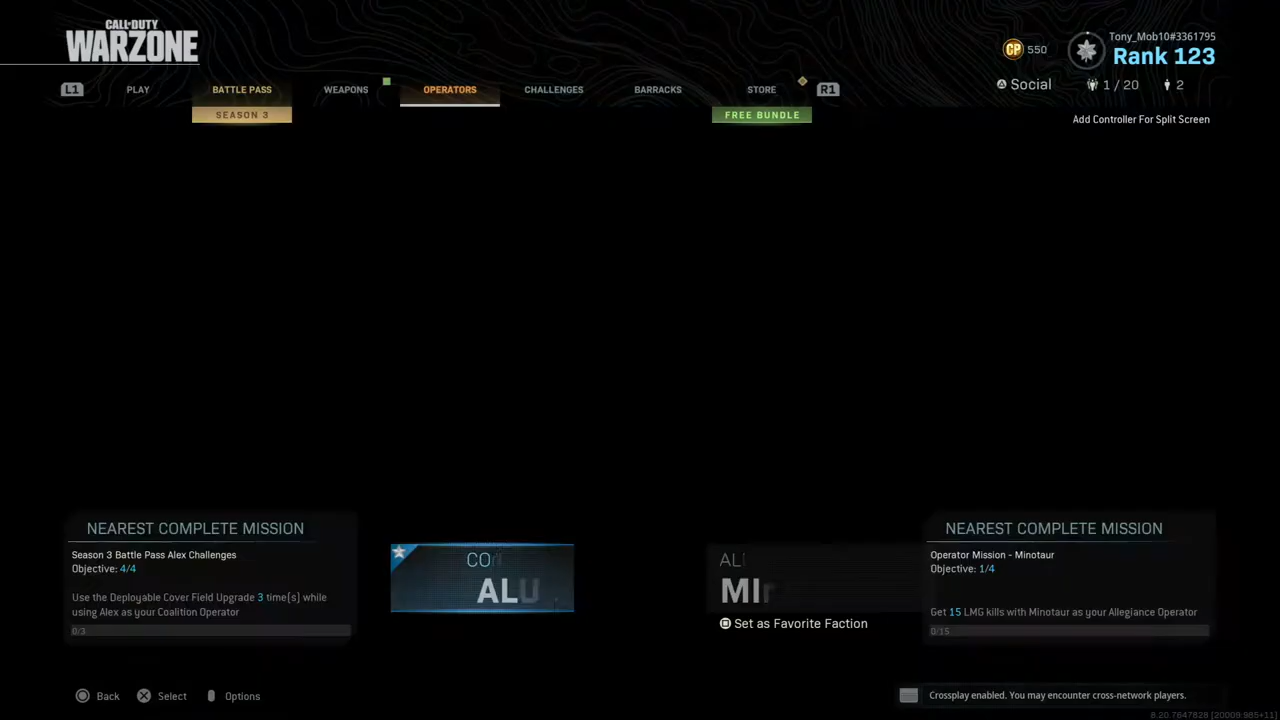 CALL OF DUTY
WARZONE
CP 550
Tony_Mob10#3361795
Rank 123
L1
PLAY
BATTLE PASS
WEAPONS
OPERATORS
CHALLENGES
BARRACKS
STORE
R1
Social
1 / 20
2
SEASON 3
FREE BUNDLE
Add Controller For Split Screen
NEAREST COMPLETE MISSION
Season 3 Battle Pass Alex Challenges
Objective: 4/4
Use the Deployable Cover Field Upgrade 3 time(s) while
using Alex as your Coalition Operator
0/3
NEAREST COMPLETE MISSION
Operator Mission - Minotaur
Objective: 1/4
Get 15 LMG kills with Minotaur as your Allegiance Operator
0/15
Set as Favorite Faction
Back
Select
Options
Crossplay enabled. You may encounter cross-network players.